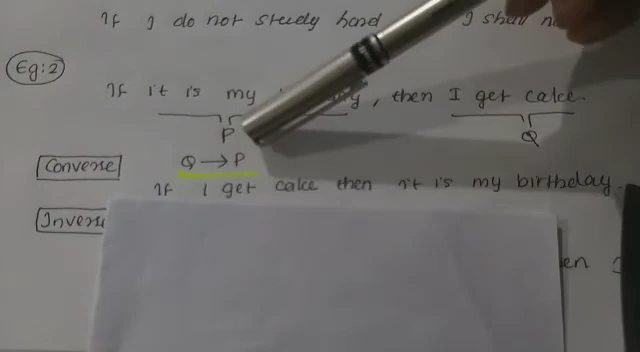 If I do not study hard I shall
Eg:2
If it is my , then I get cake
P Q
Converse Q → P
If I get cake then it is my birthday.
Inverse